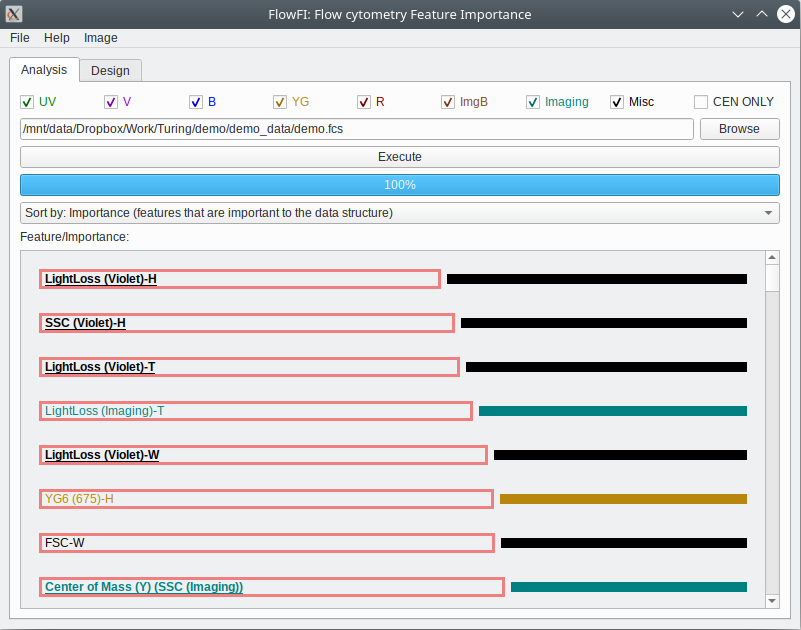 FlowFI: Flow cytometry Feature Importance
File Help Image
Analysis Design
UV V B YG R ImgB Imaging Misc CEN ONLY
/mnt/data/Dropbox/Work/Turing/demo/demo_data/demo.fcs Browse
Execute
100%
Sort by: Importance (features that are important to the data structure)
Feature/Importance:
LightLoss (Violet)-H
SSC (Violet)-H
LightLoss (Violet)-T
LightLoss (Imaging)-T
LightLoss (Violet)-W
YG6 (675)-H
FSC-W
Center of Mass (Y) (SSC (Imaging))